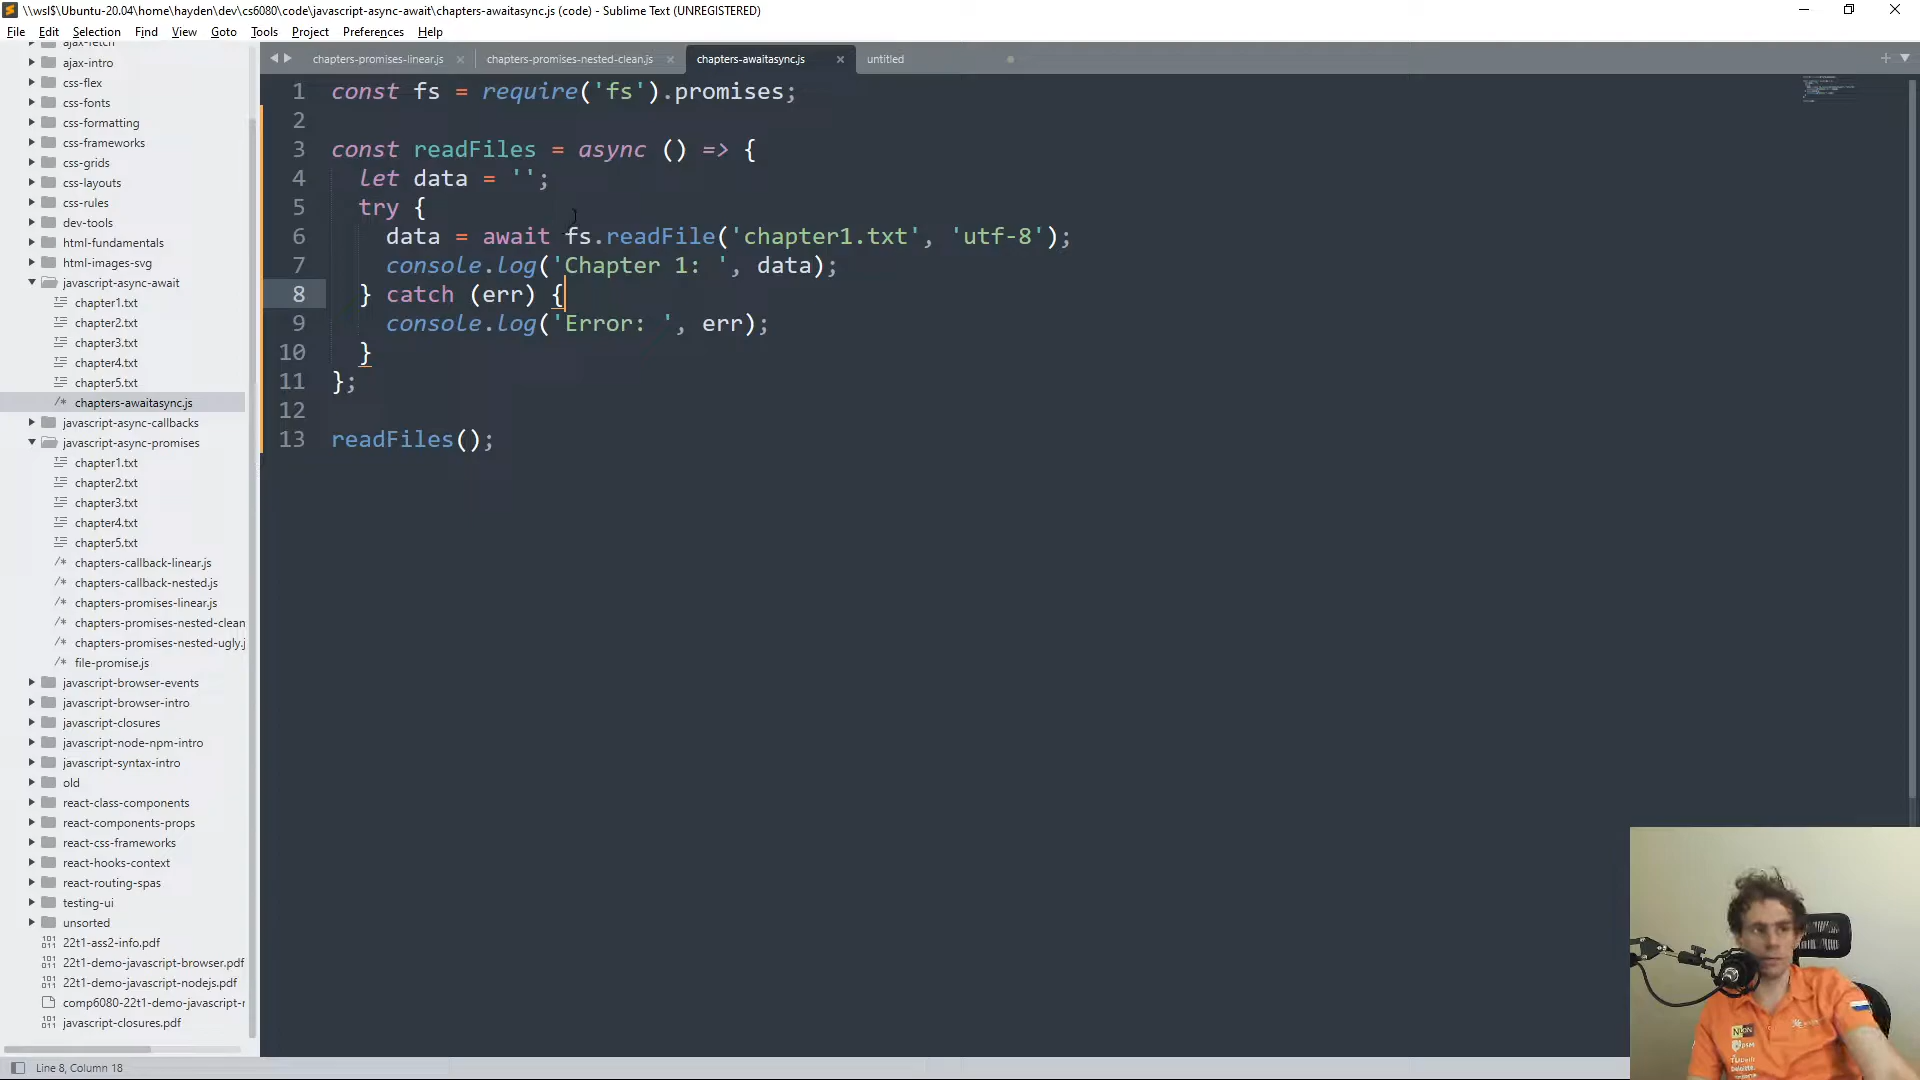 \\wsl$\Ubuntu-20.04\home\hayden\dev\cs6080\code\javascript-async-await\chapters-awaitasync.js (code) - Sublime Text (UNREGISTERED)
File Edit Selection Find View Goto Tools Project Preferences Help
ajax-fetch
ajax-intro
css-flex
css-fonts
css-formatting
css-frameworks
css-grids
css-layouts
css-rules
dev-tools
html-fundamentals
html-images-svg
javascript-async-await
chapter1.txt
chapter2.txt
chapter3.txt
chapter4.txt
chapter5.txt
/* chapters-awaitasync.js
javascript-async-callbacks
javascript-async-promises
chapter1.txt
chapter2.txt
chapter3.txt
chapter4.txt
chapter5.txt
/* chapters-callback-linear.js
/* chapters-callback-nested.js
/* chapters-promises-linear.js
/* chapters-promises-nested-clean
/* chapters-promises-nested-ugly.j
/* file-promise.js
javascript-browser-events
javascript-browser-intro
javascript-closures
javascript-node-npm-intro
javascript-syntax-intro
old
react-class-components
react-components-props
react-css-frameworks
react-hooks-context
react-routing-spas
testing-ui
unsorted
22t1-ass2-info.pdf
22t1-demo-javascript-browser.pdf
22t1-demo-javascript-nodejs.pdf
comp6080-22t1-demo-javascript-r
javascript-closures.pdf
chapters-promises-linear.js × chapters-promises-nested-clean.js × chapters-awaitasync.js × untitled
1 const fs = require('fs').promises;
2
3 const readFiles = async () => {
4 let data = '';
5 try {
6 data = await fs.readFile('chapter1.txt', 'utf-8');
7 console.log('Chapter 1: ', data);
8 } catch (err) {
9 console.log('Error: ', err);
10 }
11 };
12
13 readFiles();
Line 8, Column 18